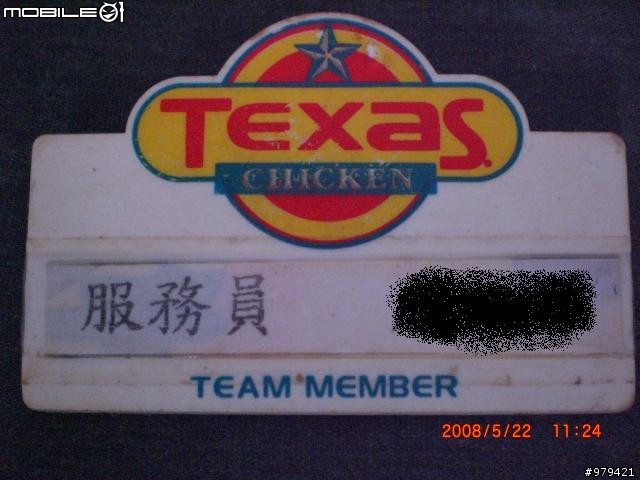 MOBILE01
TEXAS
CHICKEN
服務員
TEAM MEMBER
2008/5/22 11:24
#979421